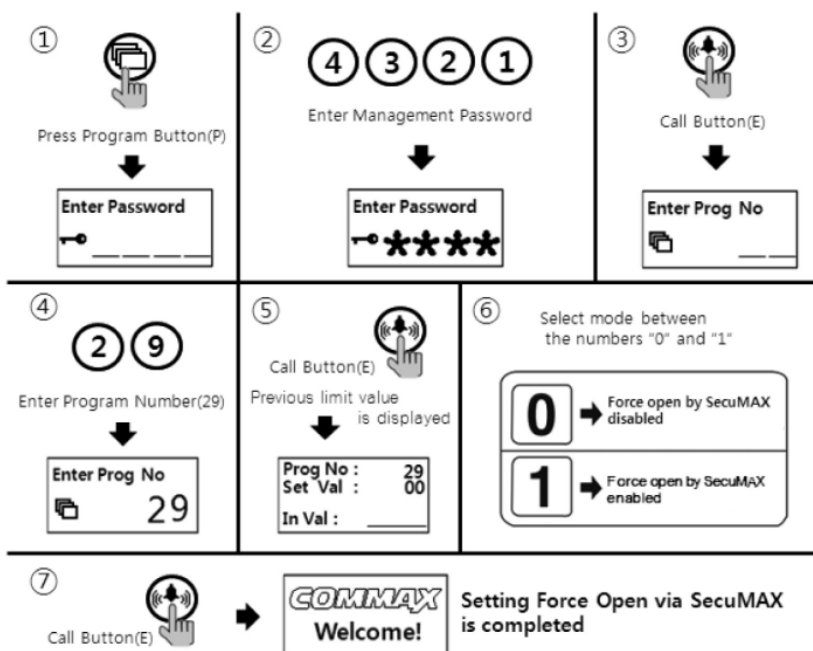 ①
Press Program Button(P)
Enter Password
②
4 3 2 1
Enter Management Password
Enter Password
③
Call Button(E)
Enter Prog No
④
2 9
Enter Program Number(29)
Enter Prog No
29
⑤
Call Button(E)
Previous limit value
is displayed
Prog No : 29
Set Val : 00
In Val :
⑥
Select mode between
the numbers "0" and "1"
0
Force open by SecuMAX
disabled
1
Force open by SecuMAX
enabled
⑦
Call Button(E)
COMMAX
Welcome!
Setting Force Open via SecuMAX
is completed